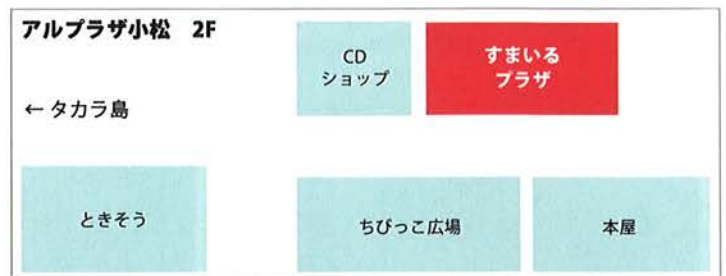 アルプラザ小松　2F
CD
ショップ
すまいる
プラザ
← タカラ島
ときそう
ちびっこ広場
本屋